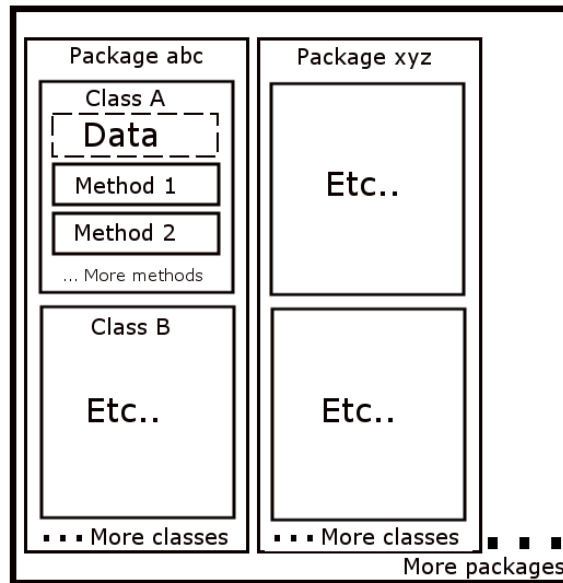 Package abc
Class A
Data
Method 1
Method 2
... More methods
Class B
Etc..
... More classes
Package xyz
Etc..
Etc..
... More classes
...
More packages